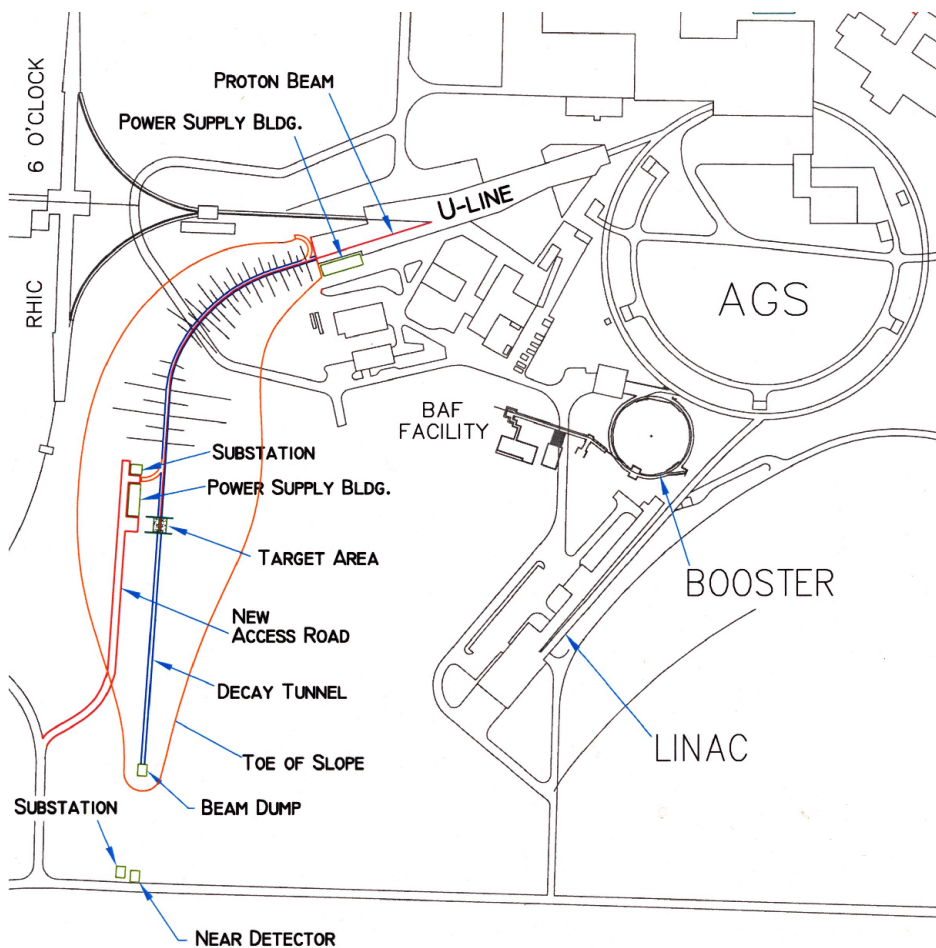 PROTON BEAM
POWER SUPPLY BLDG.
6 O'CLOCK
RHIC
U-LINE
AGS
BAF
FACILITY
SUBSTATION
POWER SUPPLY BLDG.
TARGET AREA
BOOSTER
NEW
ACCESS ROAD
DECAY TUNNEL
LINAC
TOE OF SLOPE
SUBSTATION
BEAM DUMP
NEAR DETECTOR